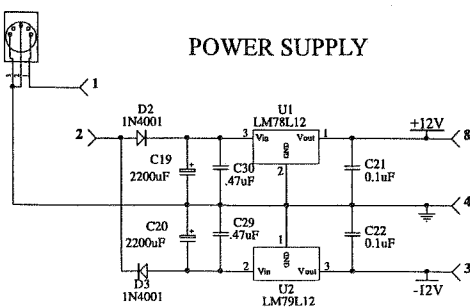 POWER SUPPLY
1
D2
1N4001
2
U1
LM78L12
3 Vin Vout 1
GND
2
+12V
8
C19
2200uF
+
C30
.47uF
C21
0.1uF
4
C20
2200uF
+
C29
.47uF
C22
0.1uF
D3
1N4001
1
GND
2 Vin Vout 3
U2
LM79L12
3
-12V